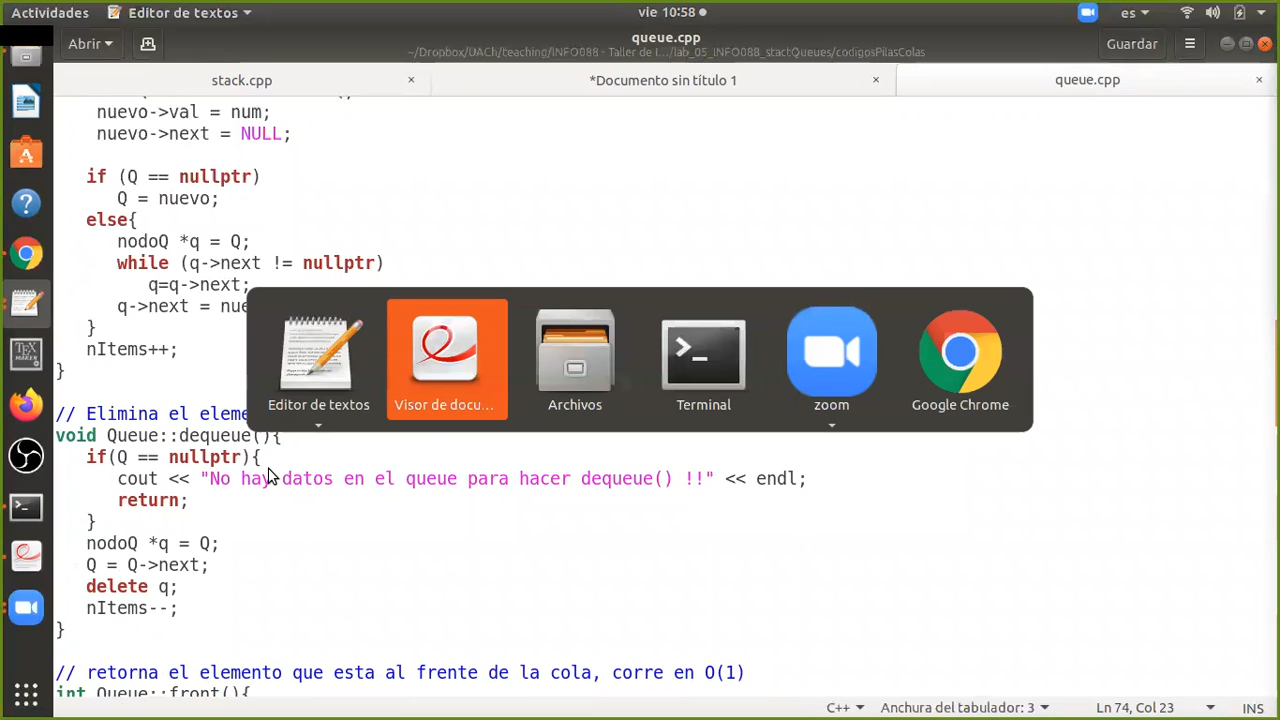 Actividades
Editor de textos
vie 10:58
es
Abrir
queue.cpp
~/Dropbox/UACh/teaching/INFO088 - Taller de I.../lab_05_INFO088_stactQueues/codigosPilasColas
Guardar
stack.cpp
*Documento sin título 1
queue.cpp
nuevo->val = num;
nuevo->next = NULL;
if (Q == nullptr)
Q = nuevo;
else{
nodoQ *q = Q;
while (q->next != nullptr)
q=q->next;
q->next =
}
nItems++;
}
Editor de textos
Visor de docu...
Archivos
Terminal
zoom
Google Chrome
// Elimina el
void Queue::dequeue(){
if(Q == nullptr){
cout << "No hay datos en el queue para hacer dequeue() !!" << endl;
return;
}
nodoQ *q = Q;
Q = Q->next;
delete q;
nItems--;
}
// retorna el elemento que esta al frente de la cola, corre en O(1)
int Queue::front(){
C++
Anchura del tabulador: 3
Ln 74, Col 23
INS